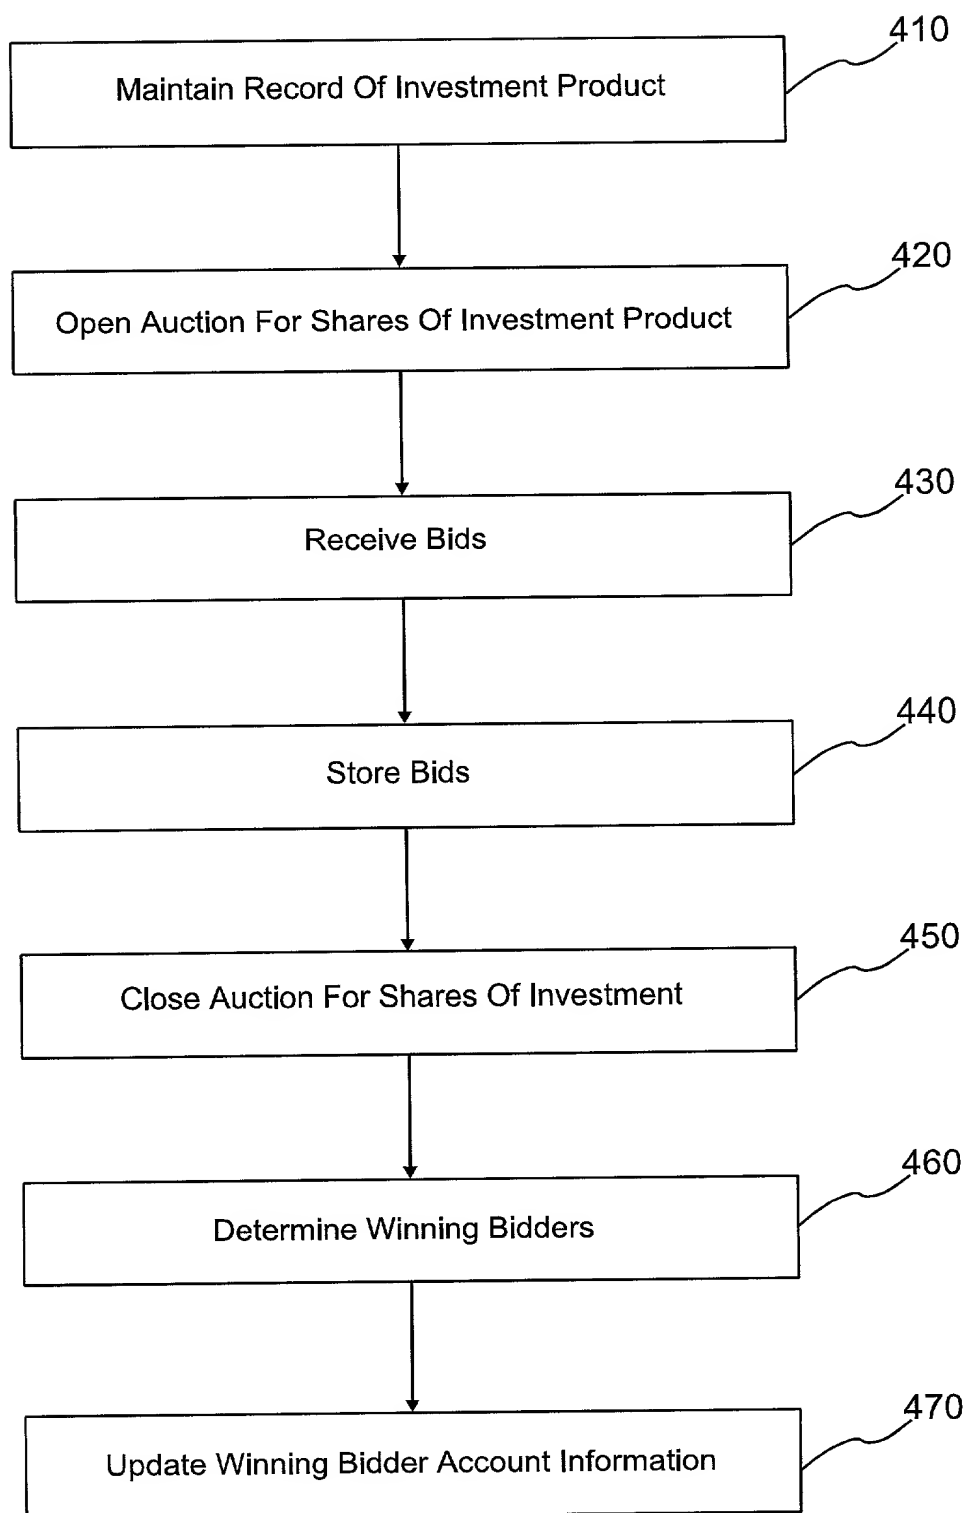 410
Maintain Record Of Investment Product
420
Open Auction For Shares Of Investment Product
430
Receive Bids
440
Store Bids
450
Close Auction For Shares Of Investment
460
Determine Winning Bidders
470
Update Winning Bidder Account Information